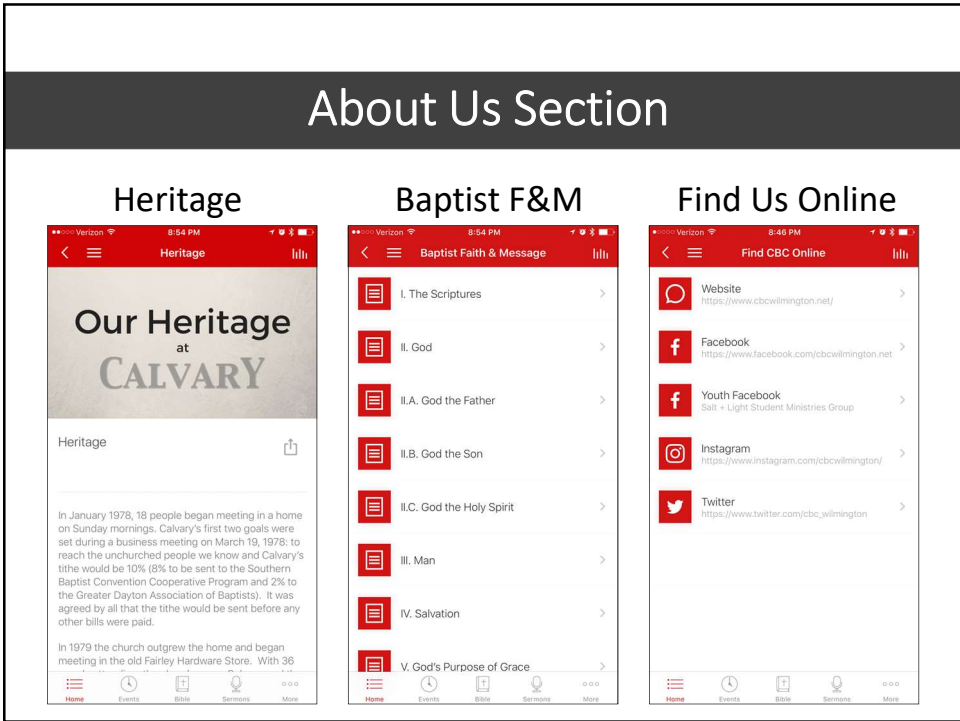 About Us Section
Heritage
Verizon
8:54 PM
Heritage
Our Heritage
at
CALVARY
Heritage
In January 1978, 18 people began meeting in a home
on Sunday mornings. Calvary's first two goals were
set during a business meeting on March 19, 1978: to
reach the unchurched people we know and Calvary's
tithe would be 10% (8% to be sent to the Southern
Baptist Convention Cooperative Program and 2% to
the Greater Dayton Association of Baptists). It was
agreed by all that the tithe would be sent before any
other bills were paid.
In 1979 the church outgrew the home and began
meeting in the old Fairley Hardware Store. With 36
Home Events Bible Sermons More
Baptist F&M
Verizon
8:54 PM
Baptist Faith & Message
I. The Scriptures
II. God
II.A. God the Father
II.B. God the Son
II.C. God the Holy Spirit
III. Man
IV. Salvation
V. God's Purpose of Grace
Home Events Bible Sermons More
Find Us Online
Verizon
8:46 PM
Find CBC Online
Website
https://www.cbcwilmington.net/
Facebook
https://www.facebook.com/cbcwilmington.net
Youth Facebook
Salt + Light Student Ministries Group
Instagram
https://www.instagram.com/cbcwilmington/
Twitter
https://www.twitter.com/cbc_wilmington
Home Events Bible Sermons More